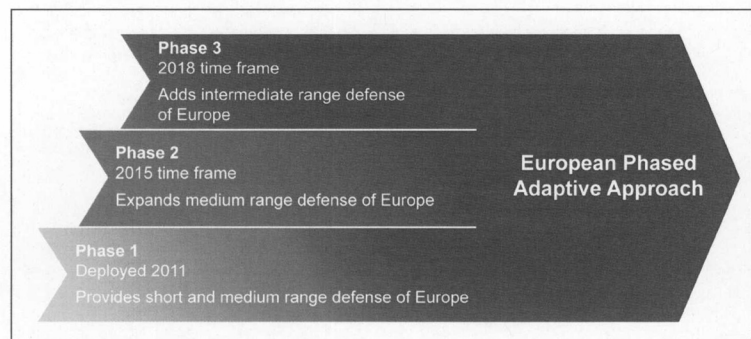 Phase 3
2018 time frame
Adds intermediate range defense
of Europe
Phase 2
2015 time frame
Expands medium range defense of Europe
Phase 1
Deployed 2011
Provides short and medium range defense of Europe
European Phased
Adaptive Approach